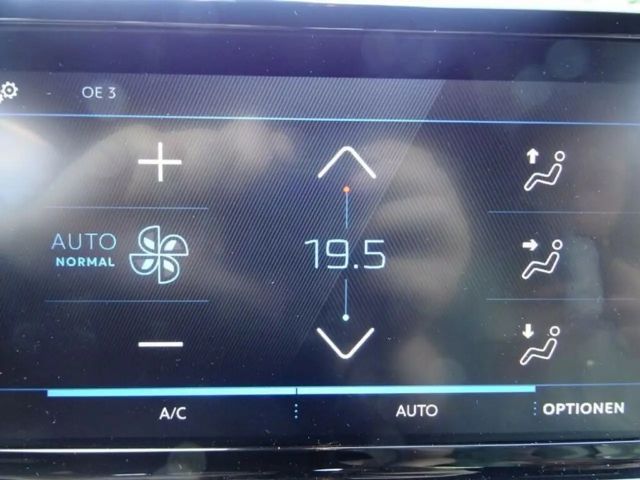 OE 3
AUTO
NORMAL
19.5
A/C
AUTO
OPTIONEN